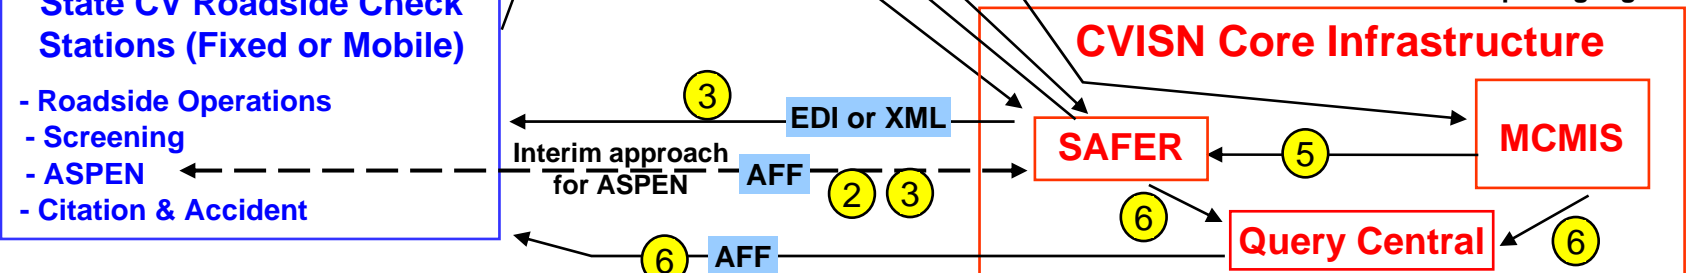 State CV Roadside Check
Stations (Fixed or Mobile)
- Roadside Operations
- Screening
- ASPEN
- Citation & Accident
3
EDI or XML
Interim approach
for ASPEN
AFF
2
3
6
AFF
CVISN Core Infrastructure
SAFER
5
MCMIS
6
Query Central
6